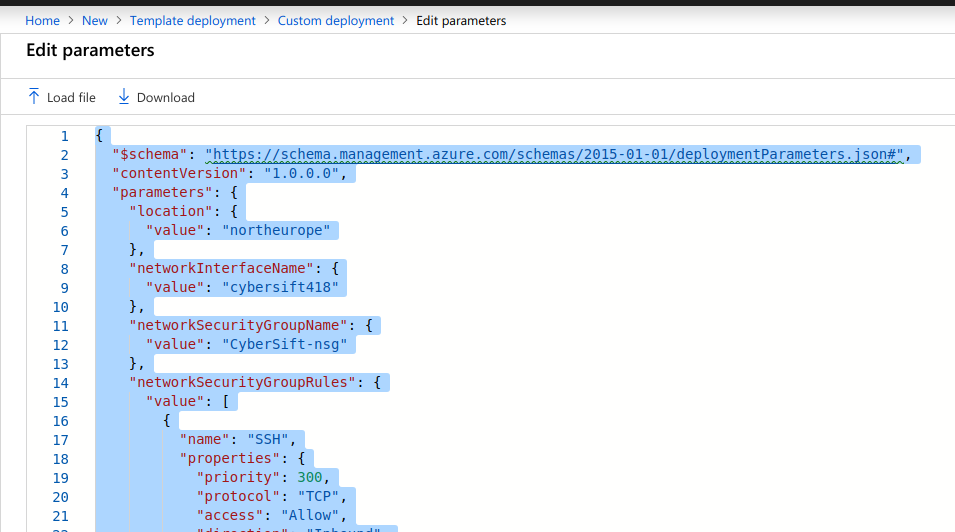 Home > New > Template deployment > Custom deployment > Edit parameters
Edit parameters
Load file Download
1 {
2 "$schema": "https://schema.management.azure.com/schemas/2015-01-01/deploymentParameters.json#",
3 "contentVersion": "1.0.0.0",
4 "parameters": {
5 "location": {
6 "value": "northeurope"
7 },
8 "networkInterfaceName": {
9 "value": "cybersift418"
10 },
11 "networkSecurityGroupName": {
12 "value": "CyberSift-nsg"
13 },
14 "networkSecurityGroupRules": {
15 "value": [
16 {
17 "name": "SSH",
18 "properties": {
19 "priority": 300,
20 "protocol": "TCP",
21 "access": "Allow",
22 "direction": "Inbound",